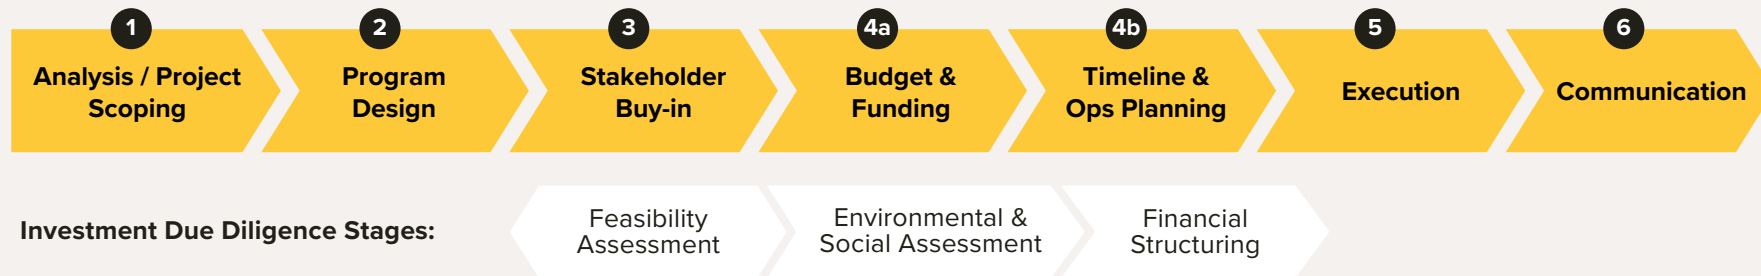 1
Analysis / Project
Scoping
2
Program
Design
3
Stakeholder
Buy-in
4a
Budget &
Funding
4b
Timeline &
Ops Planning
5
Execution
6
Communication
Investment Due Diligence Stages:
Feasibility
Assessment
Environmental &
Social Assessment
Financial
Structuring